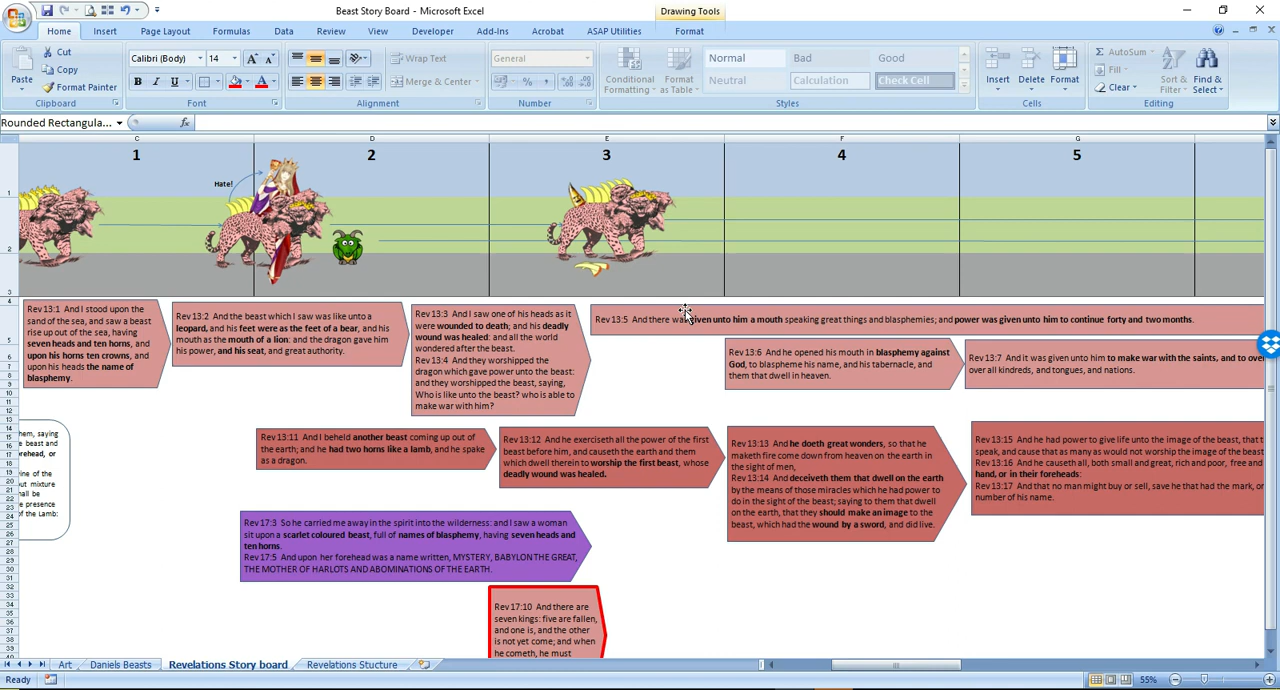 Beast Story Board - Microsoft Excel
Drawing Tools
Home Insert Page Layout Formulas Data Review View Developer Add-Ins Acrobat ASAP Utilities Format
Cut
Copy
Format Painter
Paste
Clipboard
Calibri (Body) 14
B I U
Font
Wrap Text
Merge & Center
Alignment
General
Number
Conditional Formatting
Format as Table
Normal Bad Good
Neutral Calculation Check Cell
Styles
Insert Delete Format
Cells
AutoSum
Fill
Clear
Sort & Filter
Find & Select
Editing
Rounded Rectangula...
fx
C D E F G
1 2 3 4 5
Hate!
Rev 13:1 And I stood upon the
sand of the sea, and saw a beast
rise up out of the sea, having
seven heads and ten horns, and
upon his horns ten crowns, and
upon his heads the name of
blasphemy.
Rev 13:2 And the beast which I saw was like unto a
leopard, and his feet were as the feet of a bear, and his
mouth as the mouth of a lion: and the dragon gave him
his power, and his seat, and great authority.
Rev 13:3 And I saw one of his heads as it
were wounded to death; and his deadly
wound was healed: and all the world
wondered after the beast.
Rev 13:4 And they worshipped the
dragon which gave power unto the beast:
and they worshipped the beast, saying,
Who is like unto the beast? who is able to
make war with him?
Rev 13:5 And there was given unto him a mouth speaking great things and blasphemies; and power was given unto him to continue forty and two months.
Rev 13:6 And he opened his mouth in blasphemy against
God, to blaspheme his name, and his tabernacle, and
them that dwell in heaven.
Rev 13:7 And it was given unto him to make war with the saints, and to over
over all kindreds, and tongues, and nations.
hem, saying
e beast and
orehead, or
ine of the
out mixture
hall be
e presence
of the Lamb:
Rev 13:11 And I beheld another beast coming up out of
the earth; and he had two horns like a lamb, and he spake
as a dragon.
Rev 13:12 And he exerciseth all the power of the first
beast before him, and causeth the earth and them
which dwell therein to worship the first beast, whose
deadly wound was healed.
Rev 13:13 And he doeth great wonders, so that he
maketh fire come down from heaven on the earth in
the sight of men,
Rev 13:14 And deceiveth them that dwell on the earth
by the means of those miracles which he had power to
do in the sight of the beast; saying to them that dwell
on the earth, that they should make an image to the
beast, which had the wound by a sword, and did live.
Rev 13:15 And he had power to give life unto the image of the beast, that t
speak, and cause that as many as would not worship the image of the beast
Rev 13:16 And he causeth all, both small and great, rich and poor, free and
hand, or in their foreheads:
Rev 13:17 And that no man might buy or sell, save he that had the mark, or
number of his name.
Rev 17:3 So he carried me away in the spirit into the wilderness: and I saw a woman
sit upon a scarlet coloured beast, full of names of blasphemy, having seven heads and
ten horns.
Rev 17:5 And upon her forehead was a name written, MYSTERY, BABYLON THE GREAT,
THE MOTHER OF HARLOTS AND ABOMINATIONS OF THE EARTH.
Rev 17:10 And there are
seven kings: five are fallen,
and one is, and the other
is not yet come; and when
he cometh, he must
Art Daniels Beasts Revelations Story board Revelations Stucture
Ready
55%